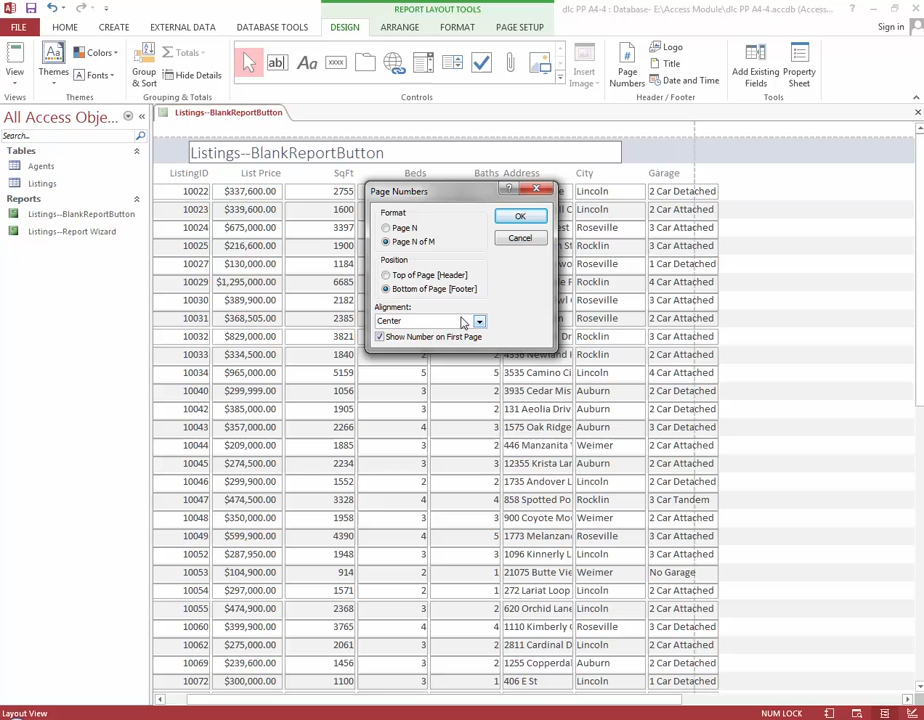 REPORT LAYOUT TOOLS
dlc PP A4-4 : Database- E:\Access Module\dlc PP A4-4.accdb (Access...
FILE HOME CREATE EXTERNAL DATA DATABASE TOOLS DESIGN ARRANGE FORMAT PAGE SETUP Sign in
View
Themes
Colors
Fonts
Group & Sort
Totals
Hide Details
ab|
Aa
xxxx
Insert Image
Page Numbers
Logo
Title
Date and Time
Add Existing Fields
Property Sheet
Views Themes Grouping & Totals Controls Header / Footer Tools
All Access Obje...
Search...
Tables
Agents
Listings
Reports
Listings--BlankReportButton
Listings--Report Wizard
Listings--BlankReportButton
Listings--BlankReportButton
ListingID List Price SqFt Beds Baths Address City Garage
10022 $337,600.00 2755 Lincoln 2 Car Detached
10023 $339,600.00 1600 Lincoln 2 Car Attached
10024 $675,000.00 3397 Roseville 3 Car Attached
10025 $216,600.00 1900 Rocklin 2 Car Attached
10027 $130,000.00 1184 Roseville 1 Car Detached
10029 $1,295,000.00 6685 Rocklin 4 Car Attached
10030 $389,900.00 2182 Roseville 3 Car Attached
10031 $368,505.00 2385 Roseville 2 Car Attached
10032 $829,000.00 3821 Rocklin 3 Car Attached
10033 $334,500.00 1840 Lincoln 2 Car Attached
10034 $965,000.00 5159 5 5 3535 Camino Ci Lincoln 4 Car Attached
10040 $299,999.00 1056 3 2 3935 Cedar Mis Auburn 2 Car Detached
10042 $385,000.00 1905 3 2 131 Aeolia Driv Auburn 2 Car Detached
10043 $357,000.00 2266 4 3 1575 Oak Ridge Auburn 3 Car Detached
10044 $209,000.00 1885 3 2 446 Manzanita Weimer 2 Car Detached
10045 $274,500.00 2234 3 3 12355 Krista Lan Auburn 2 Car Detached
10046 $299,900.00 1552 2 2 1735 Andover L Lincoln 2 Car Detached
10047 $474,500.00 3328 4 4 858 Spotted Po Rocklin 3 Car Tandem
10048 $350,000.00 1958 3 3 900 Coyote Mou Weimer 2 Car Detached
10049 $599,900.00 4390 4 5 1773 Melanzan Roseville 3 Car Attached
10052 $287,950.00 1948 3 3 1096 Kinnerly L Lincoln 3 Car Attached
10053 $104,900.00 914 2 1 21075 Butte Vie Weimer No Garage
10054 $297,000.00 1571 2 2 272 Lariat Loop Lincoln 2 Car Attached
10055 $474,900.00 2368 3 2 620 Orchid Lan Lincoln 2 Car Attached
10060 $399,900.00 3765 4 4 1110 Kimberly Roseville 3 Car Attached
10062 $275,000.00 2061 3 2 2811 Cardinal D Lincoln 2 Car Attached
10069 $239,600.00 1456 3 2 1255 Copperdal Auburn 2 Car Detached
10072 $300,000.00 1100 3 1 406 E St Lincoln 1 Car Detached
Page Numbers
Format
Page N
Page N of M
Position
Top of Page [Header]
Bottom of Page [Footer]
Alignment:
Center
Show Number on First Page
OK
Cancel
Layout View
NUM LOCK